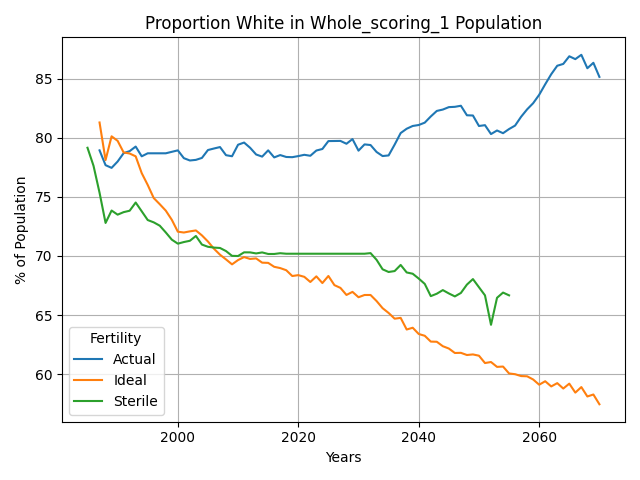 Proportion White in Whole_scoring_1 Population
% of Population
85
80
75
70
65
60
Fertility
Actual
Ideal
Sterile
2000 2020 2040 2060
Years